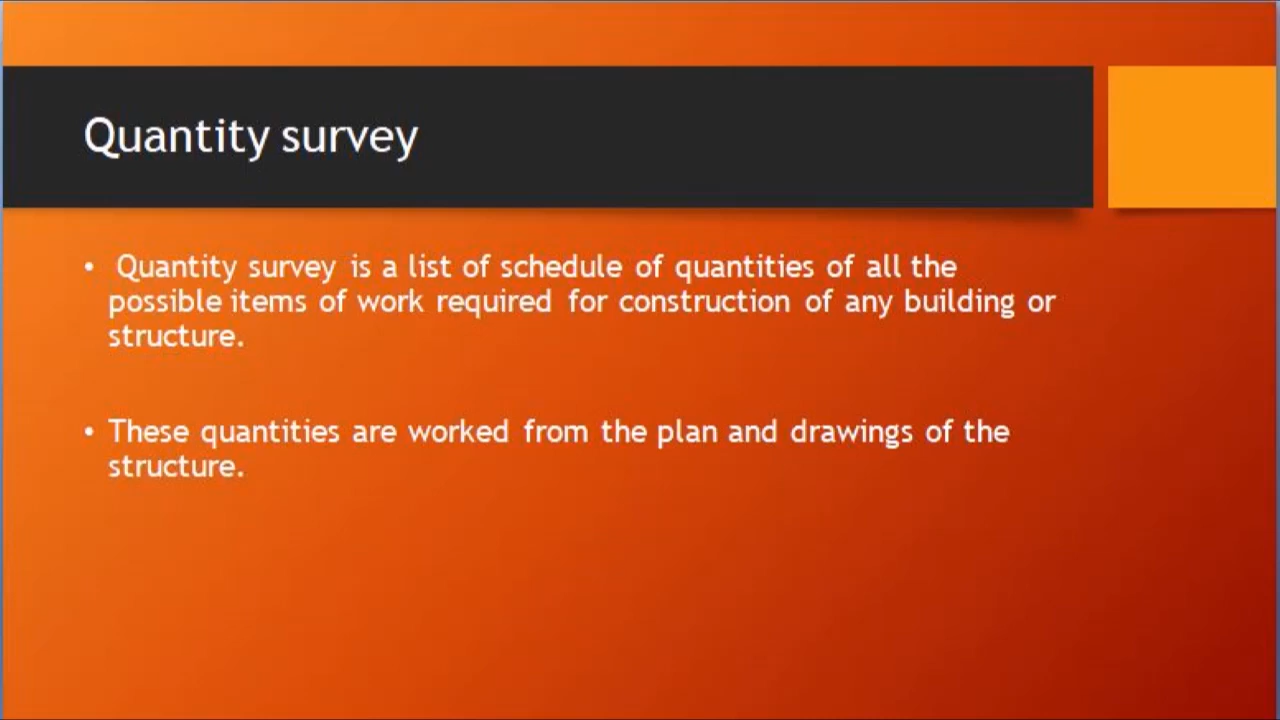 Quantity survey
• Quantity survey is a list of schedule of quantities of all the
possible items of work required for construction of any building or
structure.
• These quantities are worked from the plan and drawings of the
structure.